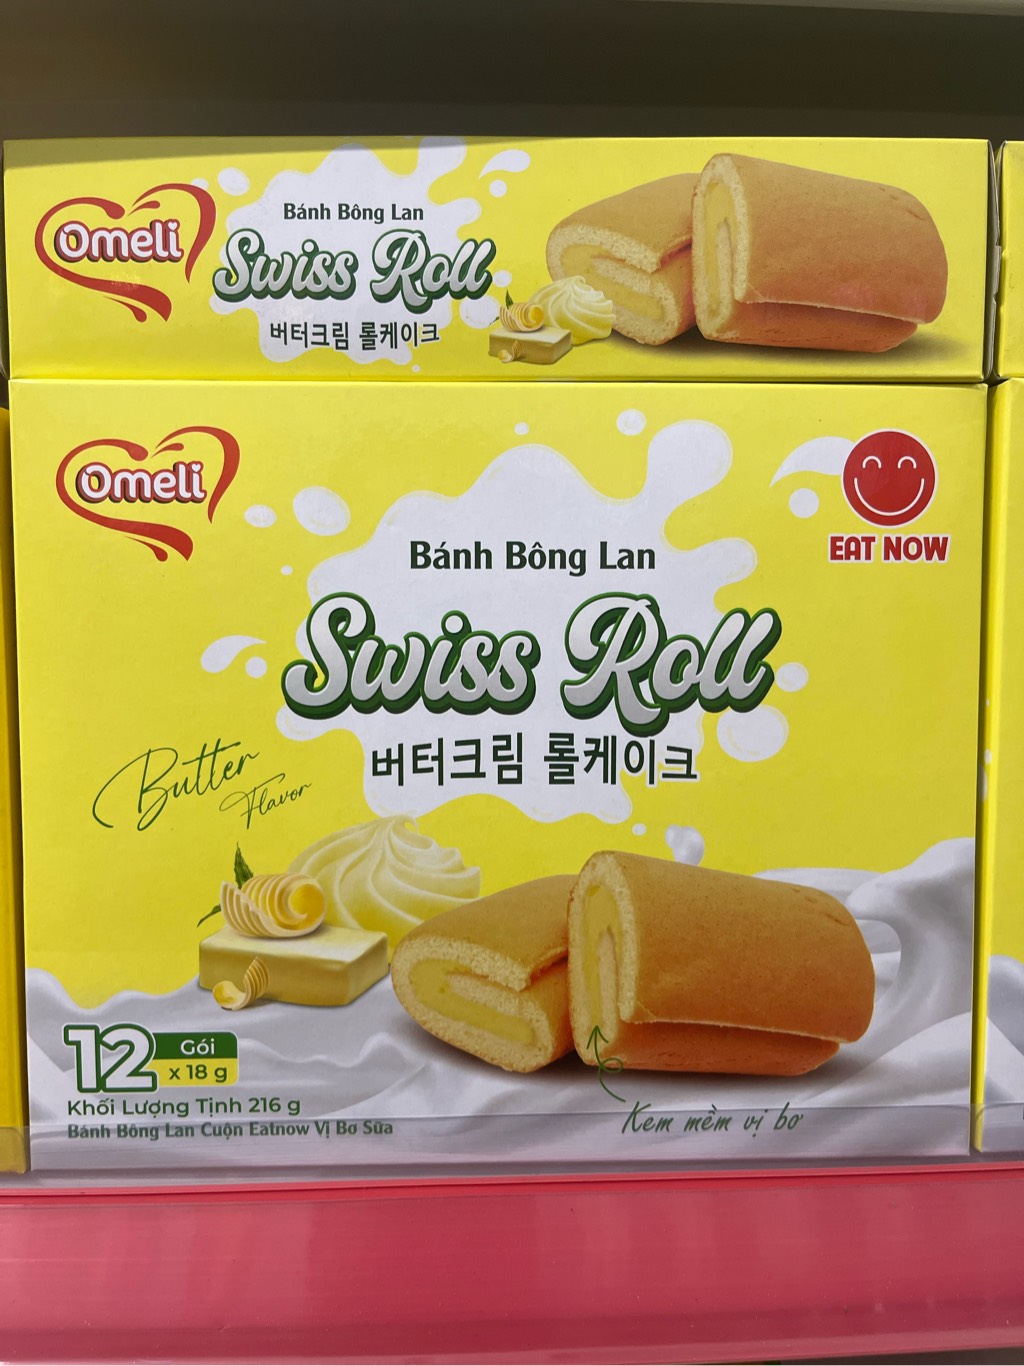 Omeli
Bánh Bông Lan
Swiss Roll
버터크림 롤케이크
Omeli
EAT NOW
Bánh Bông Lan
Swiss Roll
버터크림 롤케이크
Butter
Flavor
12 Gói
x 18 g
Khối Lượng Tịnh 216 g
Bánh Bông Lan Cuộn Eatnow Vị Bơ Sữa
Kem mềm vị bơ